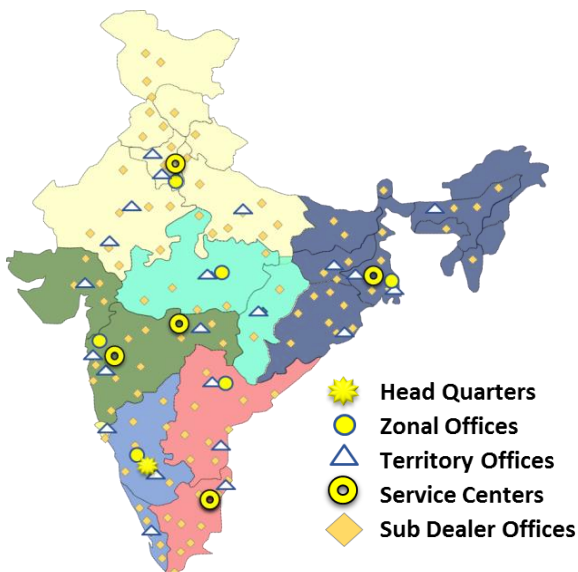 Head Quarters
Zonal Offices
Territory Offices
Service Centers
Sub Dealer Offices